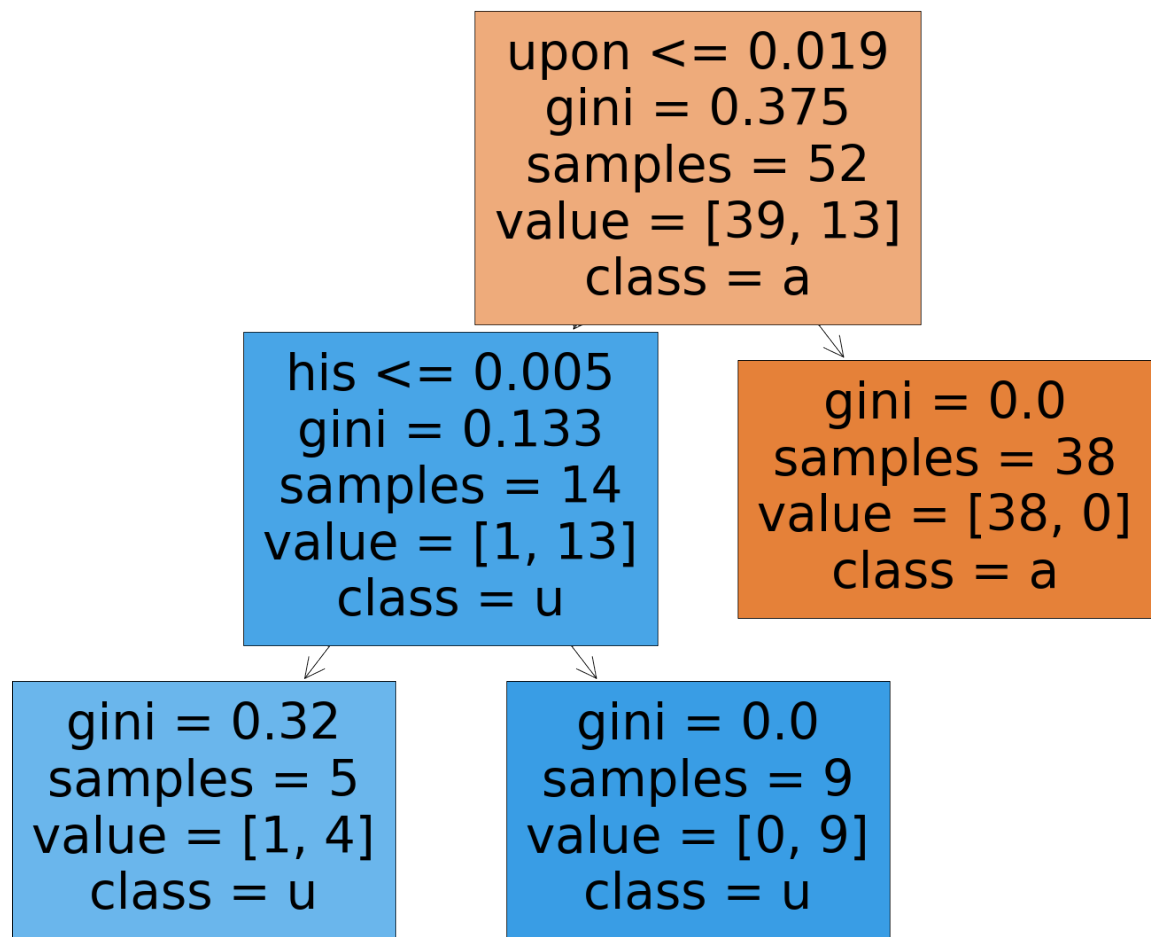 upon <= 0.019
gini = 0.375
samples = 52
value = [39, 13]
class = a
his <= 0.005
gini = 0.133
samples = 14
value = [1, 13]
class = u
gini = 0.0
samples = 38
value = [38, 0]
class = a
gini = 0.32
samples = 5
value = [1, 4]
class = u
gini = 0.0
samples = 9
value = [0, 9]
class = u